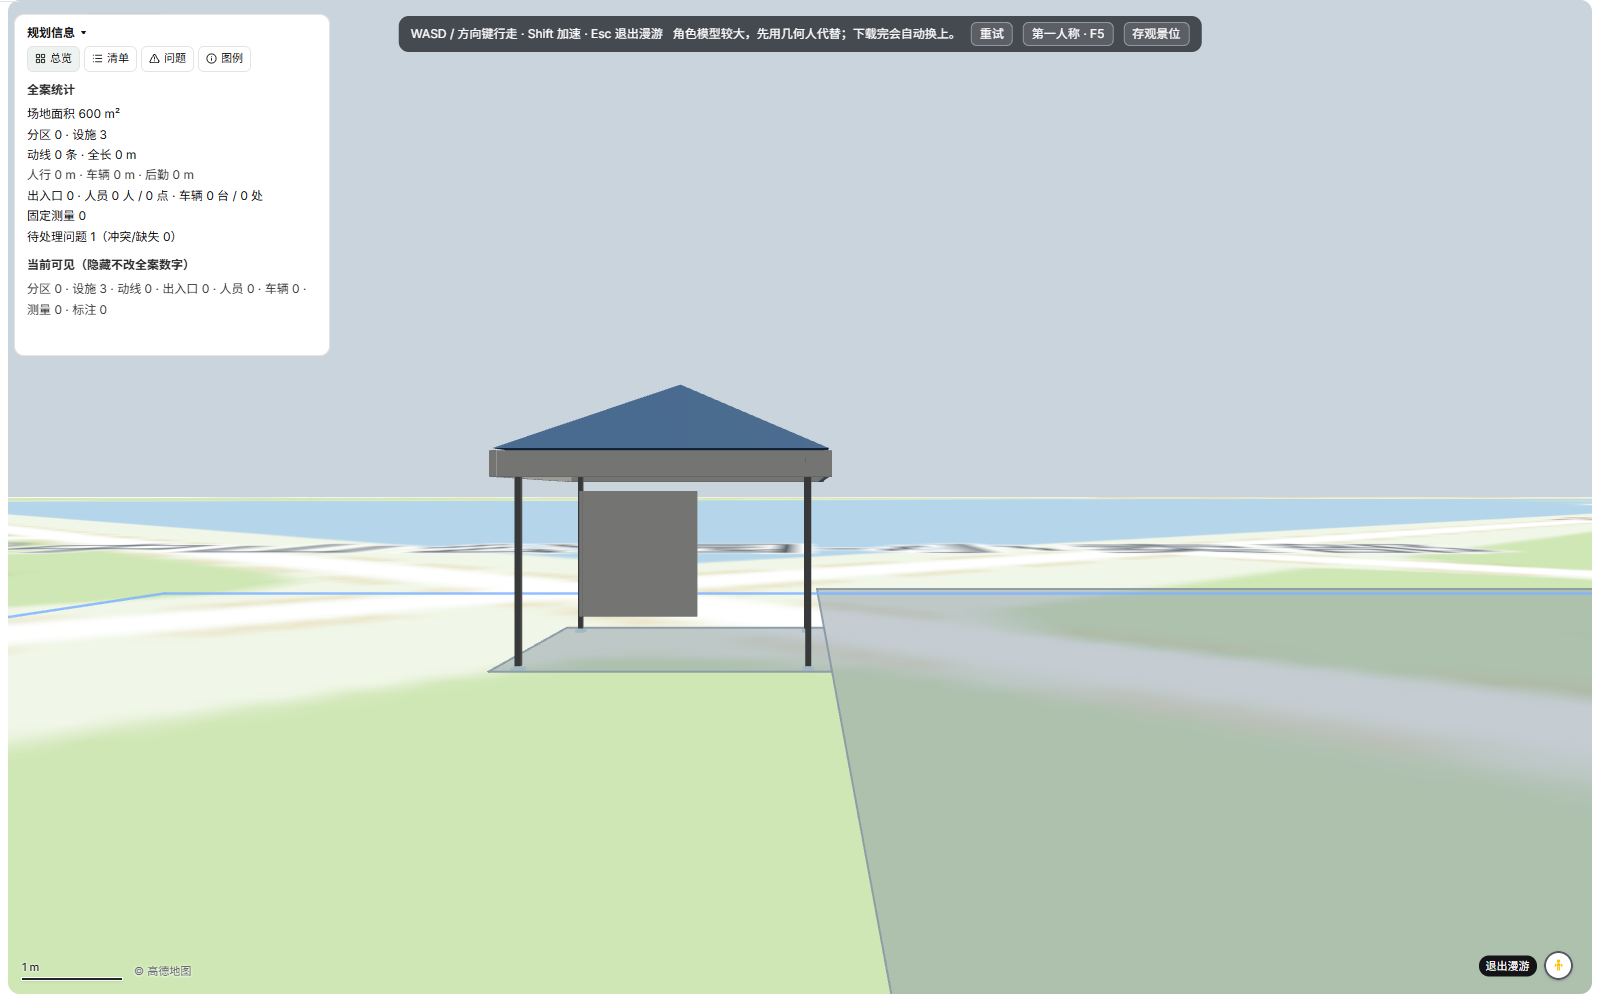 规划信息
总览 清单 问题 图例
全案统计
场地面积 600 m²
分区 0 · 设施 3
动线 0 条 · 全长 0 m
人行 0 m · 车辆 0 m · 后勤 0 m
出入口 0 · 人员 0 人 / 0 点 · 车辆 0 台 / 0 处
固定测量 0
待处理问题 1（冲突/缺失 0）
当前可见（隐藏不改全案数字）
分区 0 · 设施 3 · 动线 0 · 出入口 0 · 人员 0 · 车辆 0 ·
测量 0 · 标注 0
WASD / 方向键行走 · Shift 加速 · Esc 退出漫游 角色模型较大，先用几何人代替；下载完会自动换上。 重试 第一人称 · F5 存观景位
1 m
© 高德地图
退出漫游